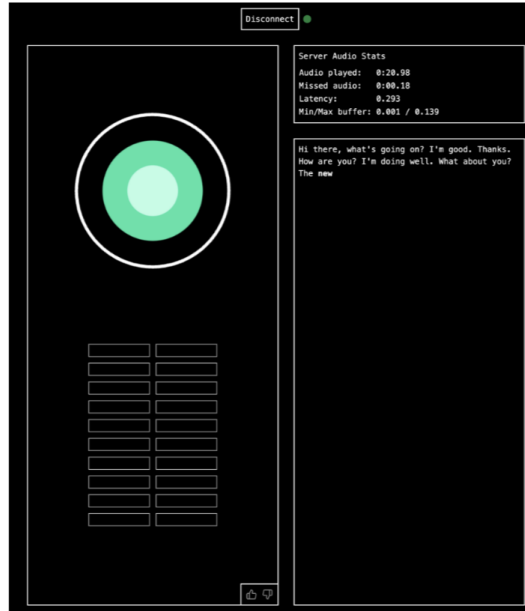 Disconnect
Server Audio Stats
Audio played: 0:20.98
Missed audio: 0:00.18
Latency: 0.293
Min/Max buffer: 0.001 / 0.139
Hi there, what's going on? I'm good. Thanks.
How are you? I'm doing well. What about you?
The new